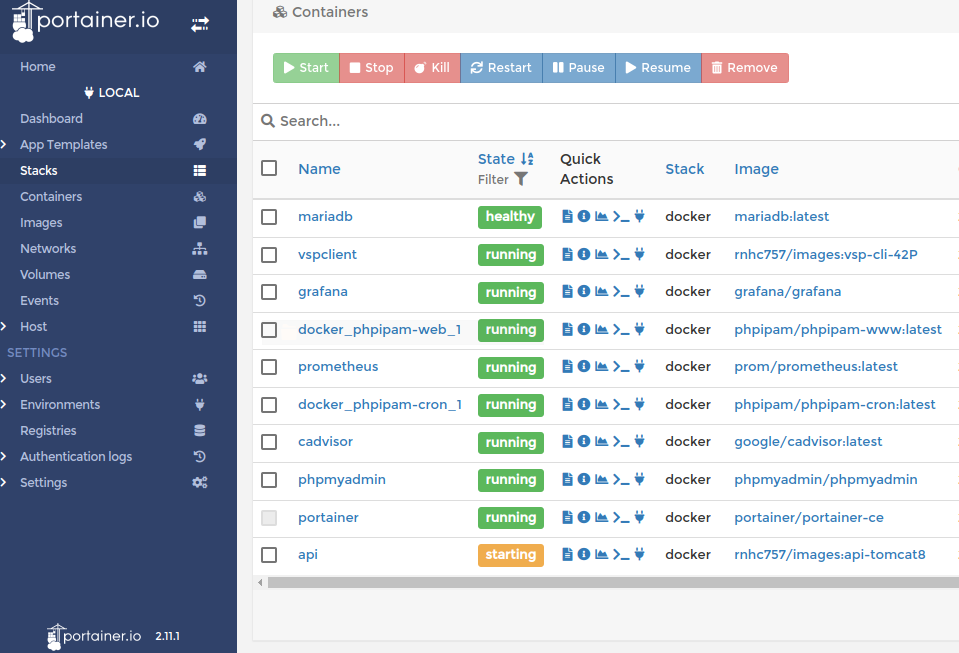 portainer.io
Home
LOCAL
Dashboard
App Templates
Stacks
Containers
Images
Networks
Volumes
Events
Host
SETTINGS
Users
Environments
Registries
Authentication logs
Settings
portainer.io 2.11.1
Containers
Start Stop Kill Restart Pause Resume Remove
Search...
Name State Filter Quick Actions Stack Image
mariadb healthy docker mariadb:latest
vspclient running docker rnhc757/images:vsp-cli-42P
grafana running docker grafana/grafana
docker_phpipam-web_1 running docker phpipam/phpipam-www:latest
prometheus running docker prom/prometheus:latest
docker_phpipam-cron_1 running docker phpipam/phpipam-cron:latest
cadvisor running docker google/cadvisor:latest
phpmyadmin running docker phpmyadmin/phpmyadmin
portainer running docker portainer/portainer-ce
api starting docker rnhc757/images:api-tomcat8